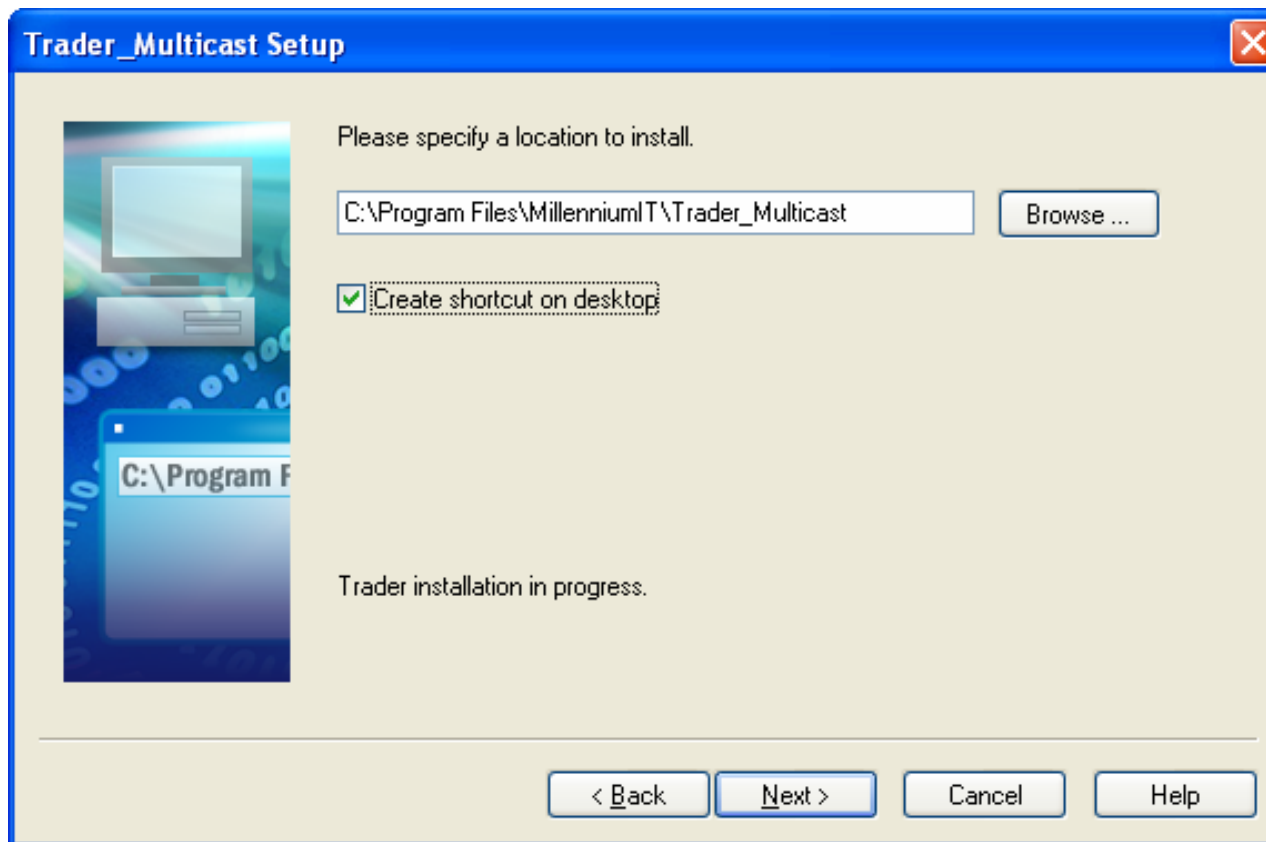 Trader_Multicast Setup
Please specify a location to install.
C:\Program Files\MillenniumIT\Trader_Multicast
Browse ...
Create shortcut on desktop
C:\Program F
Trader installation in progress.
< Back
Next >
Cancel
Help